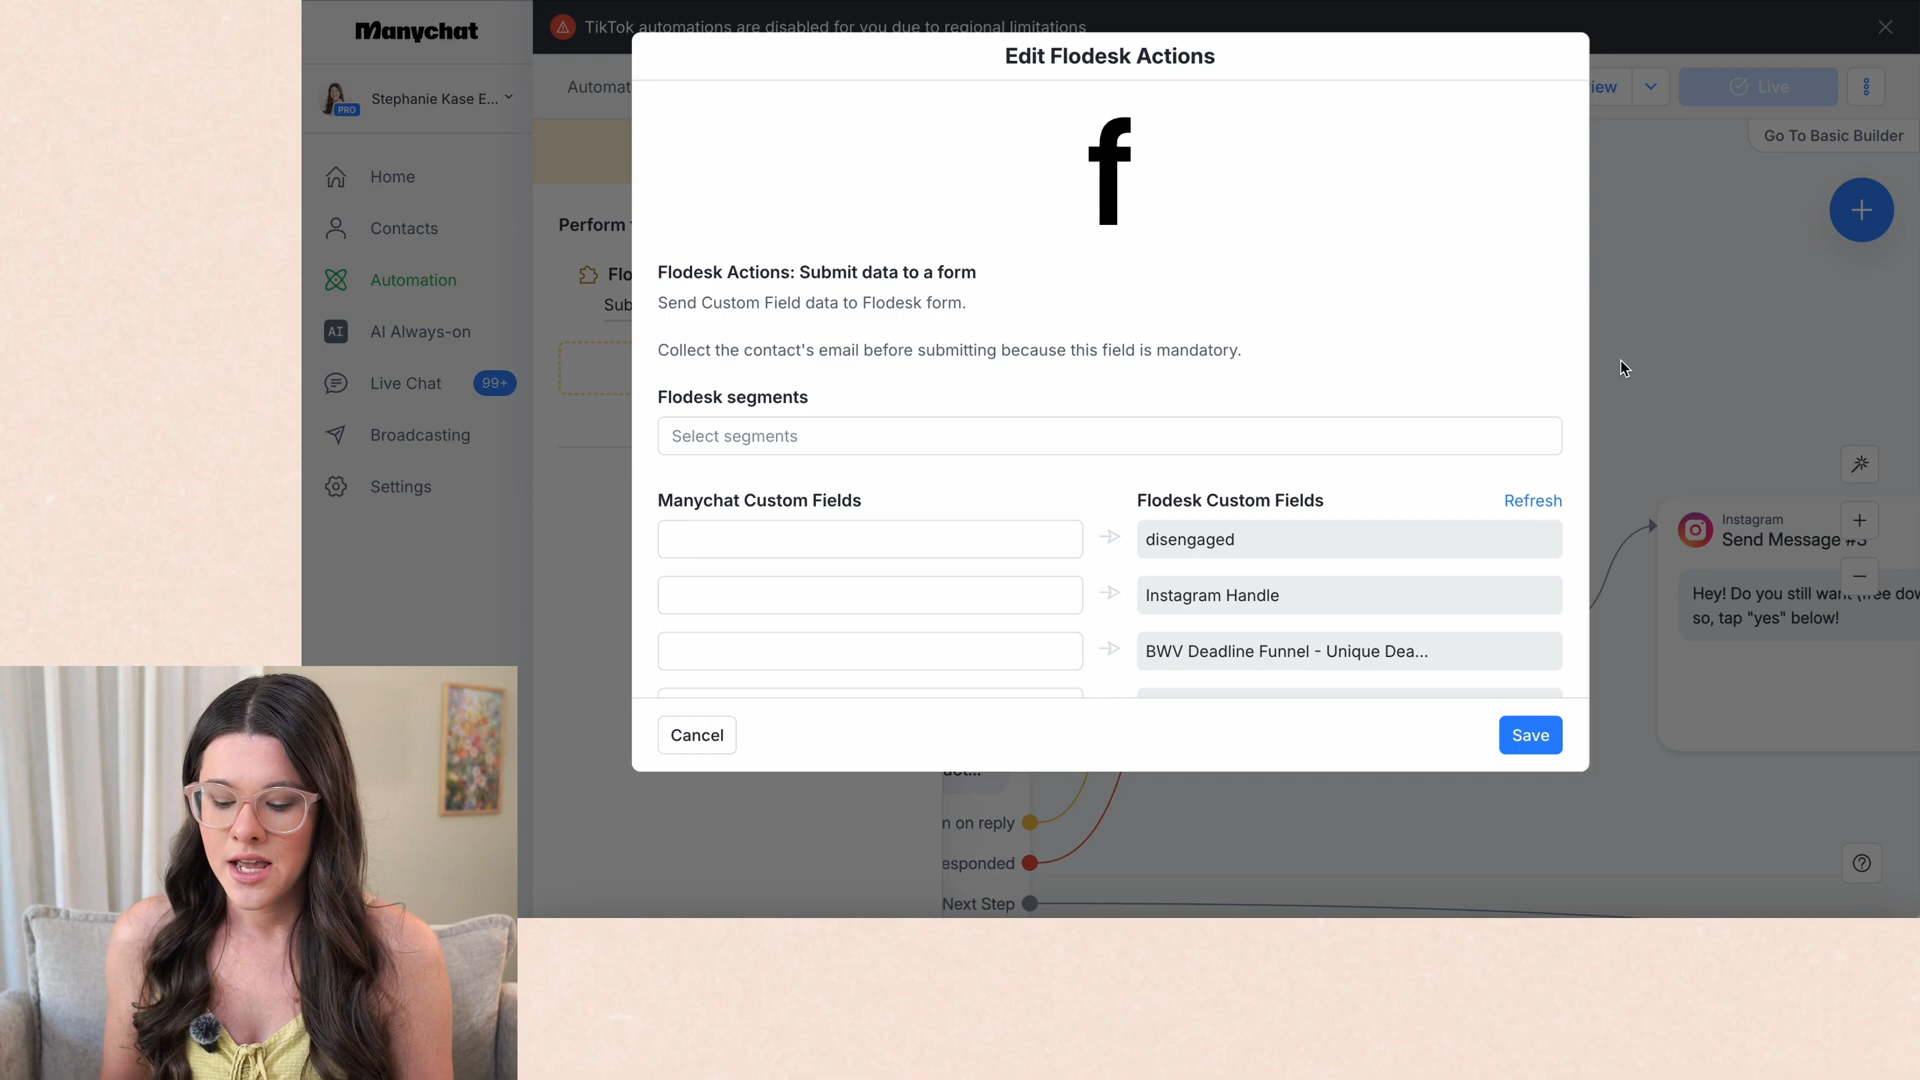 Manychat
TikTok automations are disabled for you due to regional limitations
Edit Flodesk Actions
PRO
Stephanie Kase E...
Automat
iew
Live
Go To Basic Builder
f
Home
Contacts
Automation
AI
AI Always-on
Live Chat
99+
Broadcasting
Settings
Perform
Flo
Sub
Flodesk Actions: Submit data to a form
Send Custom Field data to Flodesk form.
Collect the contact's email before submitting because this field is mandatory.
Flodesk segments
Select segments
Manychat Custom Fields
Flodesk Custom Fields
Refresh
disengaged
Instagram Handle
BWV Deadline Funnel - Unique Dea...
Cancel
Save
Instagram
Send Message
Hey! Do you still want
so, tap "yes" below!
n on reply
esponded
Next Step